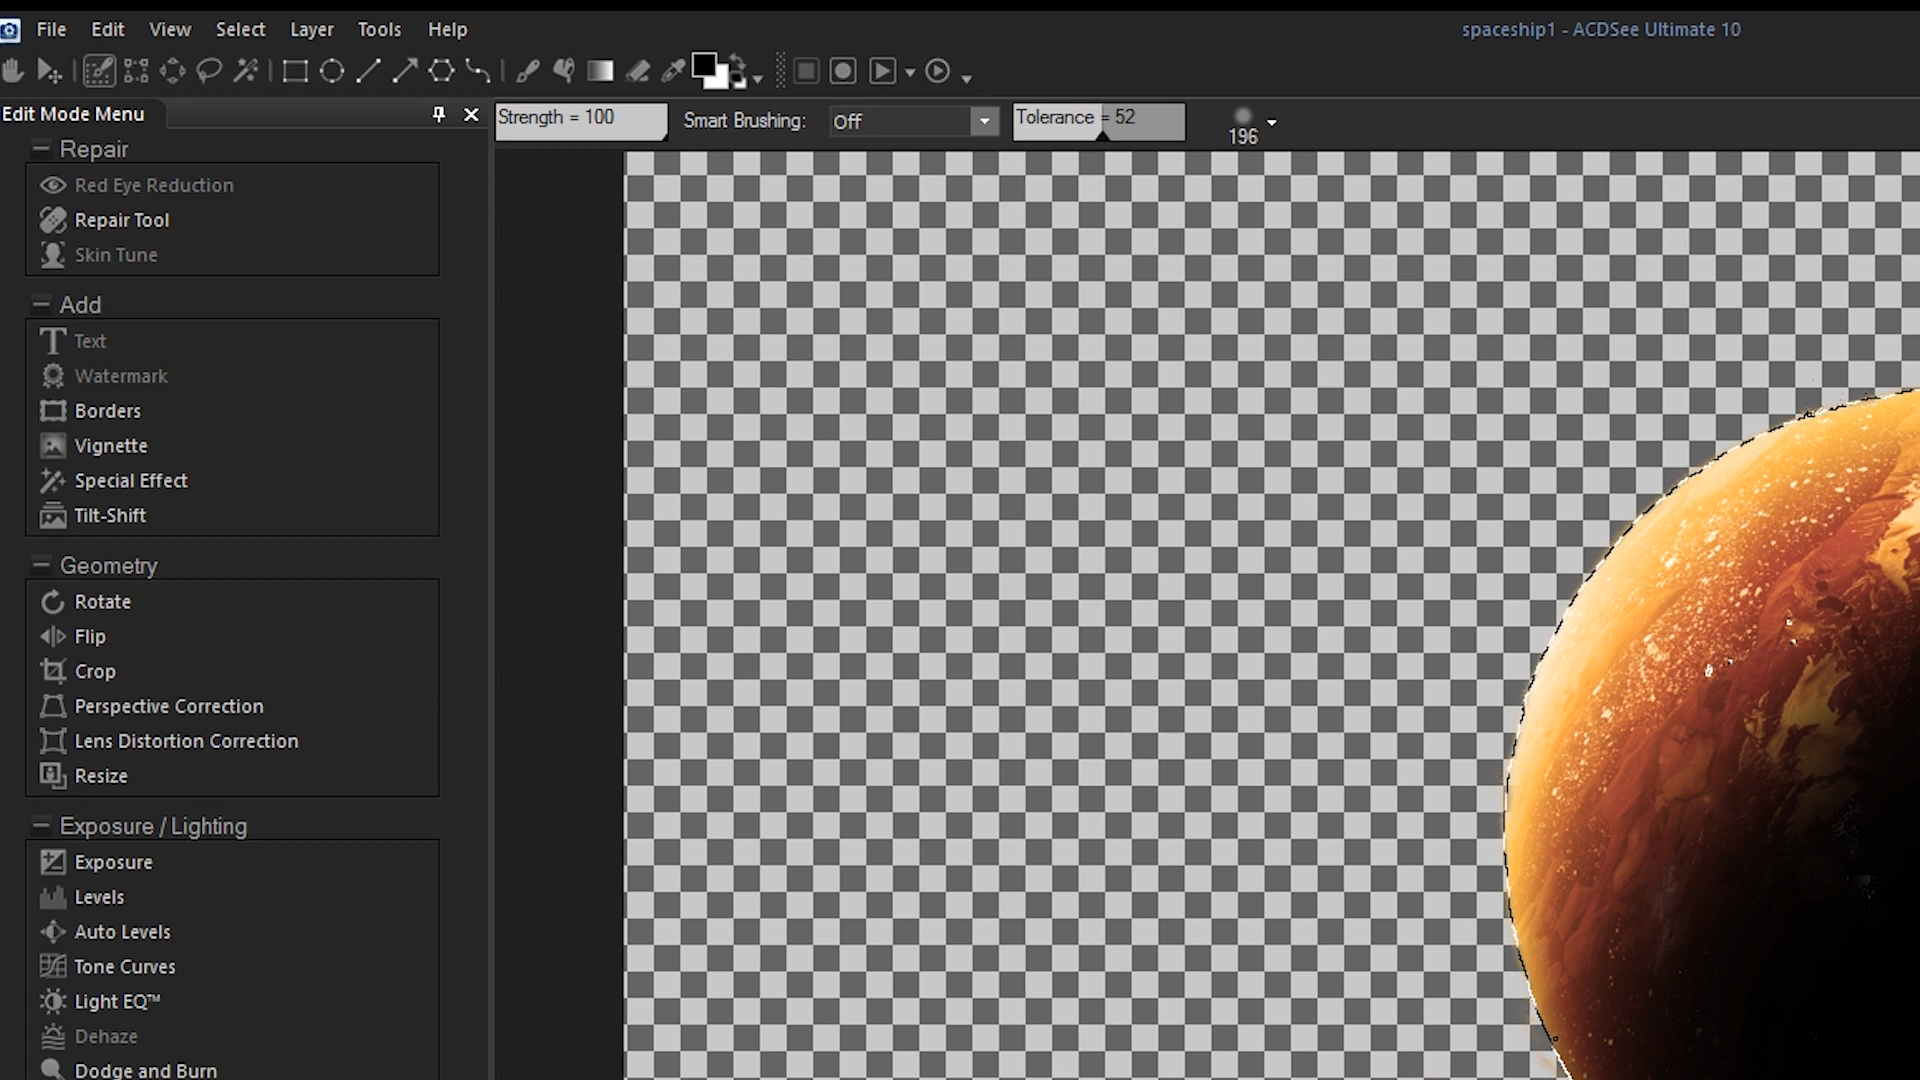 File Edit View Select Layer Tools Help
spaceship1 - ACDSee Ultimate 10
Edit Mode Menu
Strength = 100
Smart Brushing:
Off
Tolerance = 52
196
Repair
Red Eye Reduction
Repair Tool
Skin Tune
Add
Text
Watermark
Borders
Vignette
Special Effect
Tilt-Shift
Geometry
Rotate
Flip
Crop
Perspective Correction
Lens Distortion Correction
Resize
Exposure / Lighting
Exposure
Levels
Auto Levels
Tone Curves
Light EQ™
Dehaze
Dodge and Burn